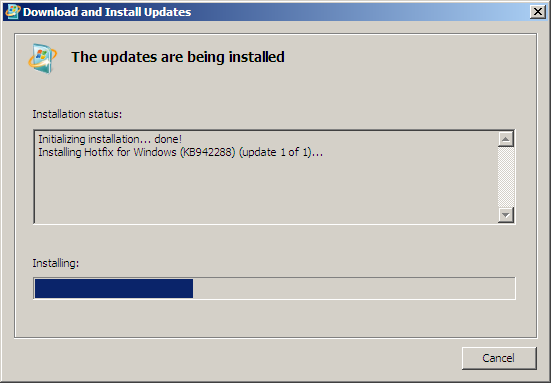 Download and Install Updates
The updates are being installed
Installation status:
Initializing installation... done!
Installing Hotfix for Windows (KB942288) (update 1 of 1)...
Installing:
Cancel